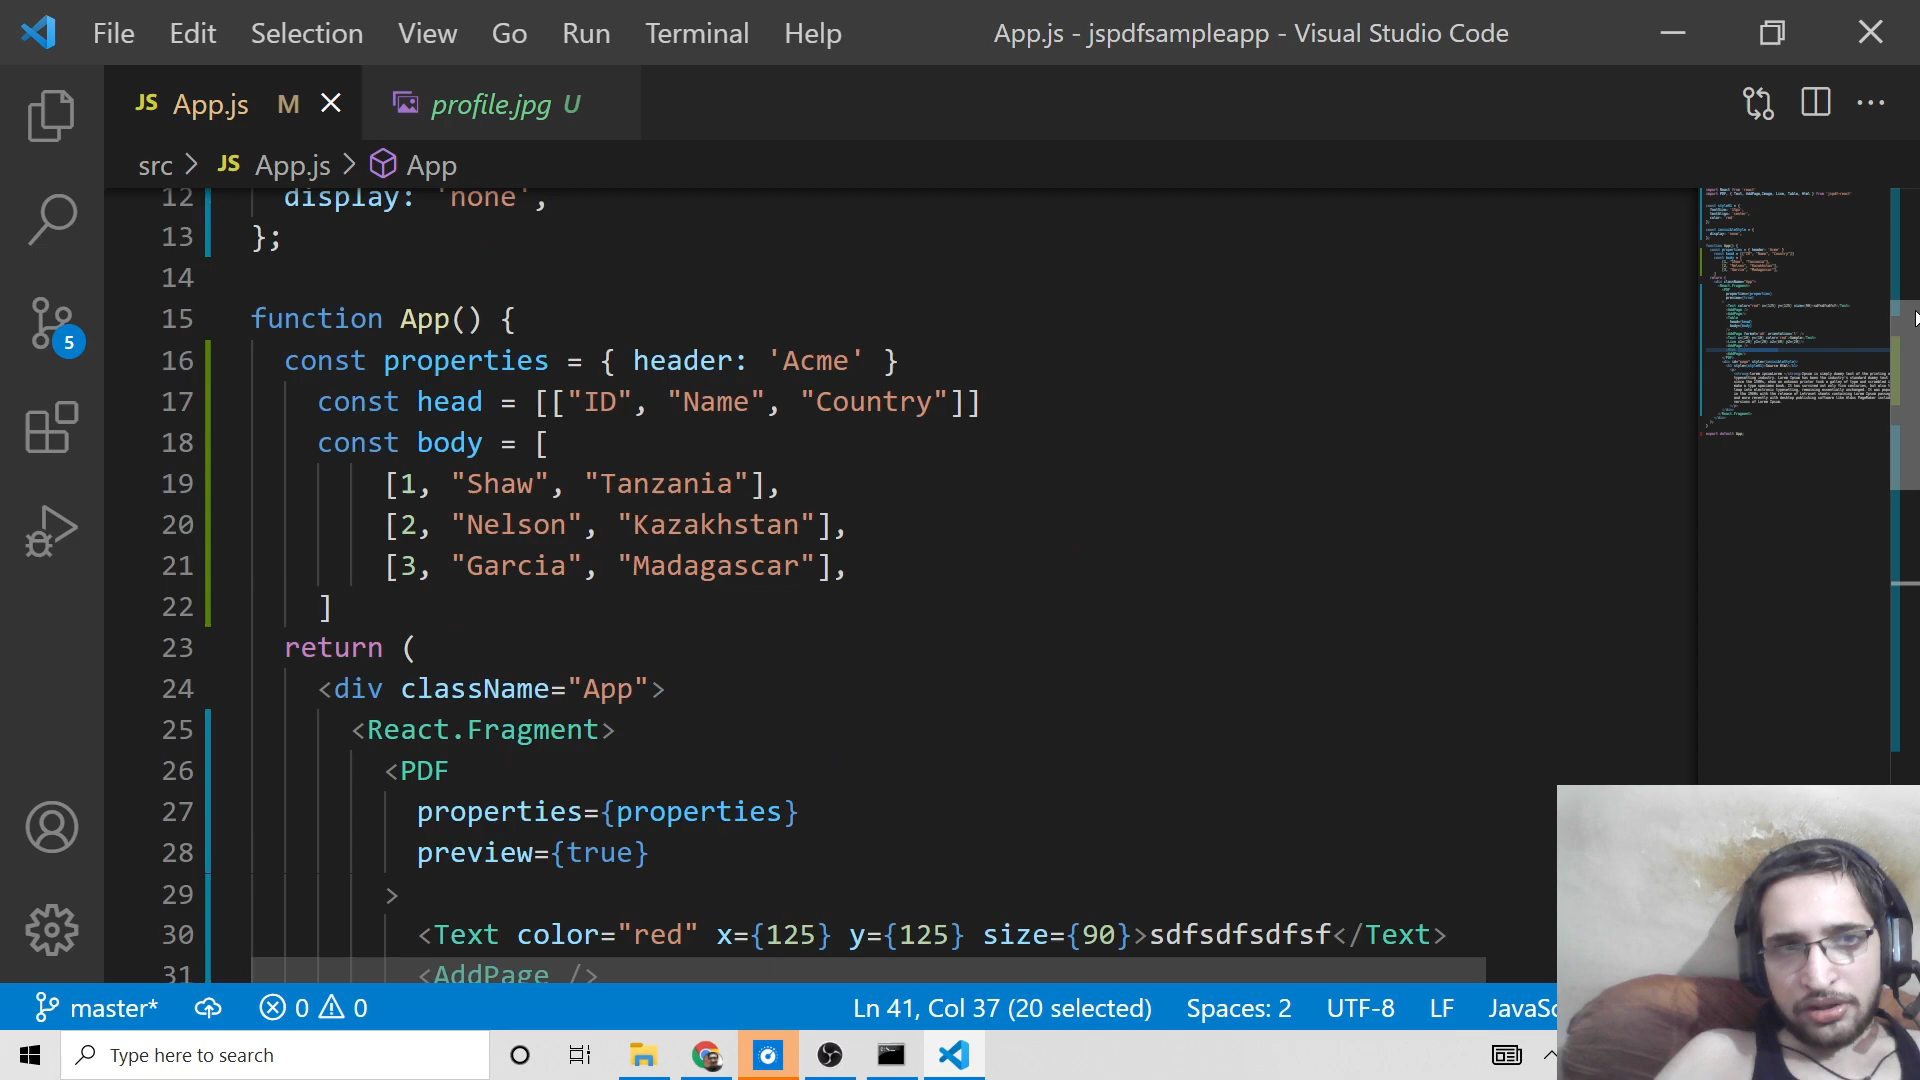 File Edit Selection View Go Run Terminal Help App.js - jspdfsampleapp - Visual Studio Code
JS App.js M profile.jpg U
src > JS App.js > App
12 display: 'none',
13 };
14
15 function App() {
16 const properties = { header: 'Acme' }
17 const head = [["ID", "Name", "Country"]]
18 const body = [
19 [1, "Shaw", "Tanzania"],
20 [2, "Nelson", "Kazakhstan"],
21 [3, "Garcia", "Madagascar"],
22 ]
23 return (
24 <div className="App">
25 <React.Fragment>
26 <PDF
27 properties={properties}
28 preview={true}
29 >
30 <Text color="red" x={125} y={125} size={90}>sdfsdfsdfsf</Text>
31 <AddPage />
5
master* 0 0 Ln 41, Col 37 (20 selected) Spaces: 2 UTF-8 LF JavaSc
Type here to search